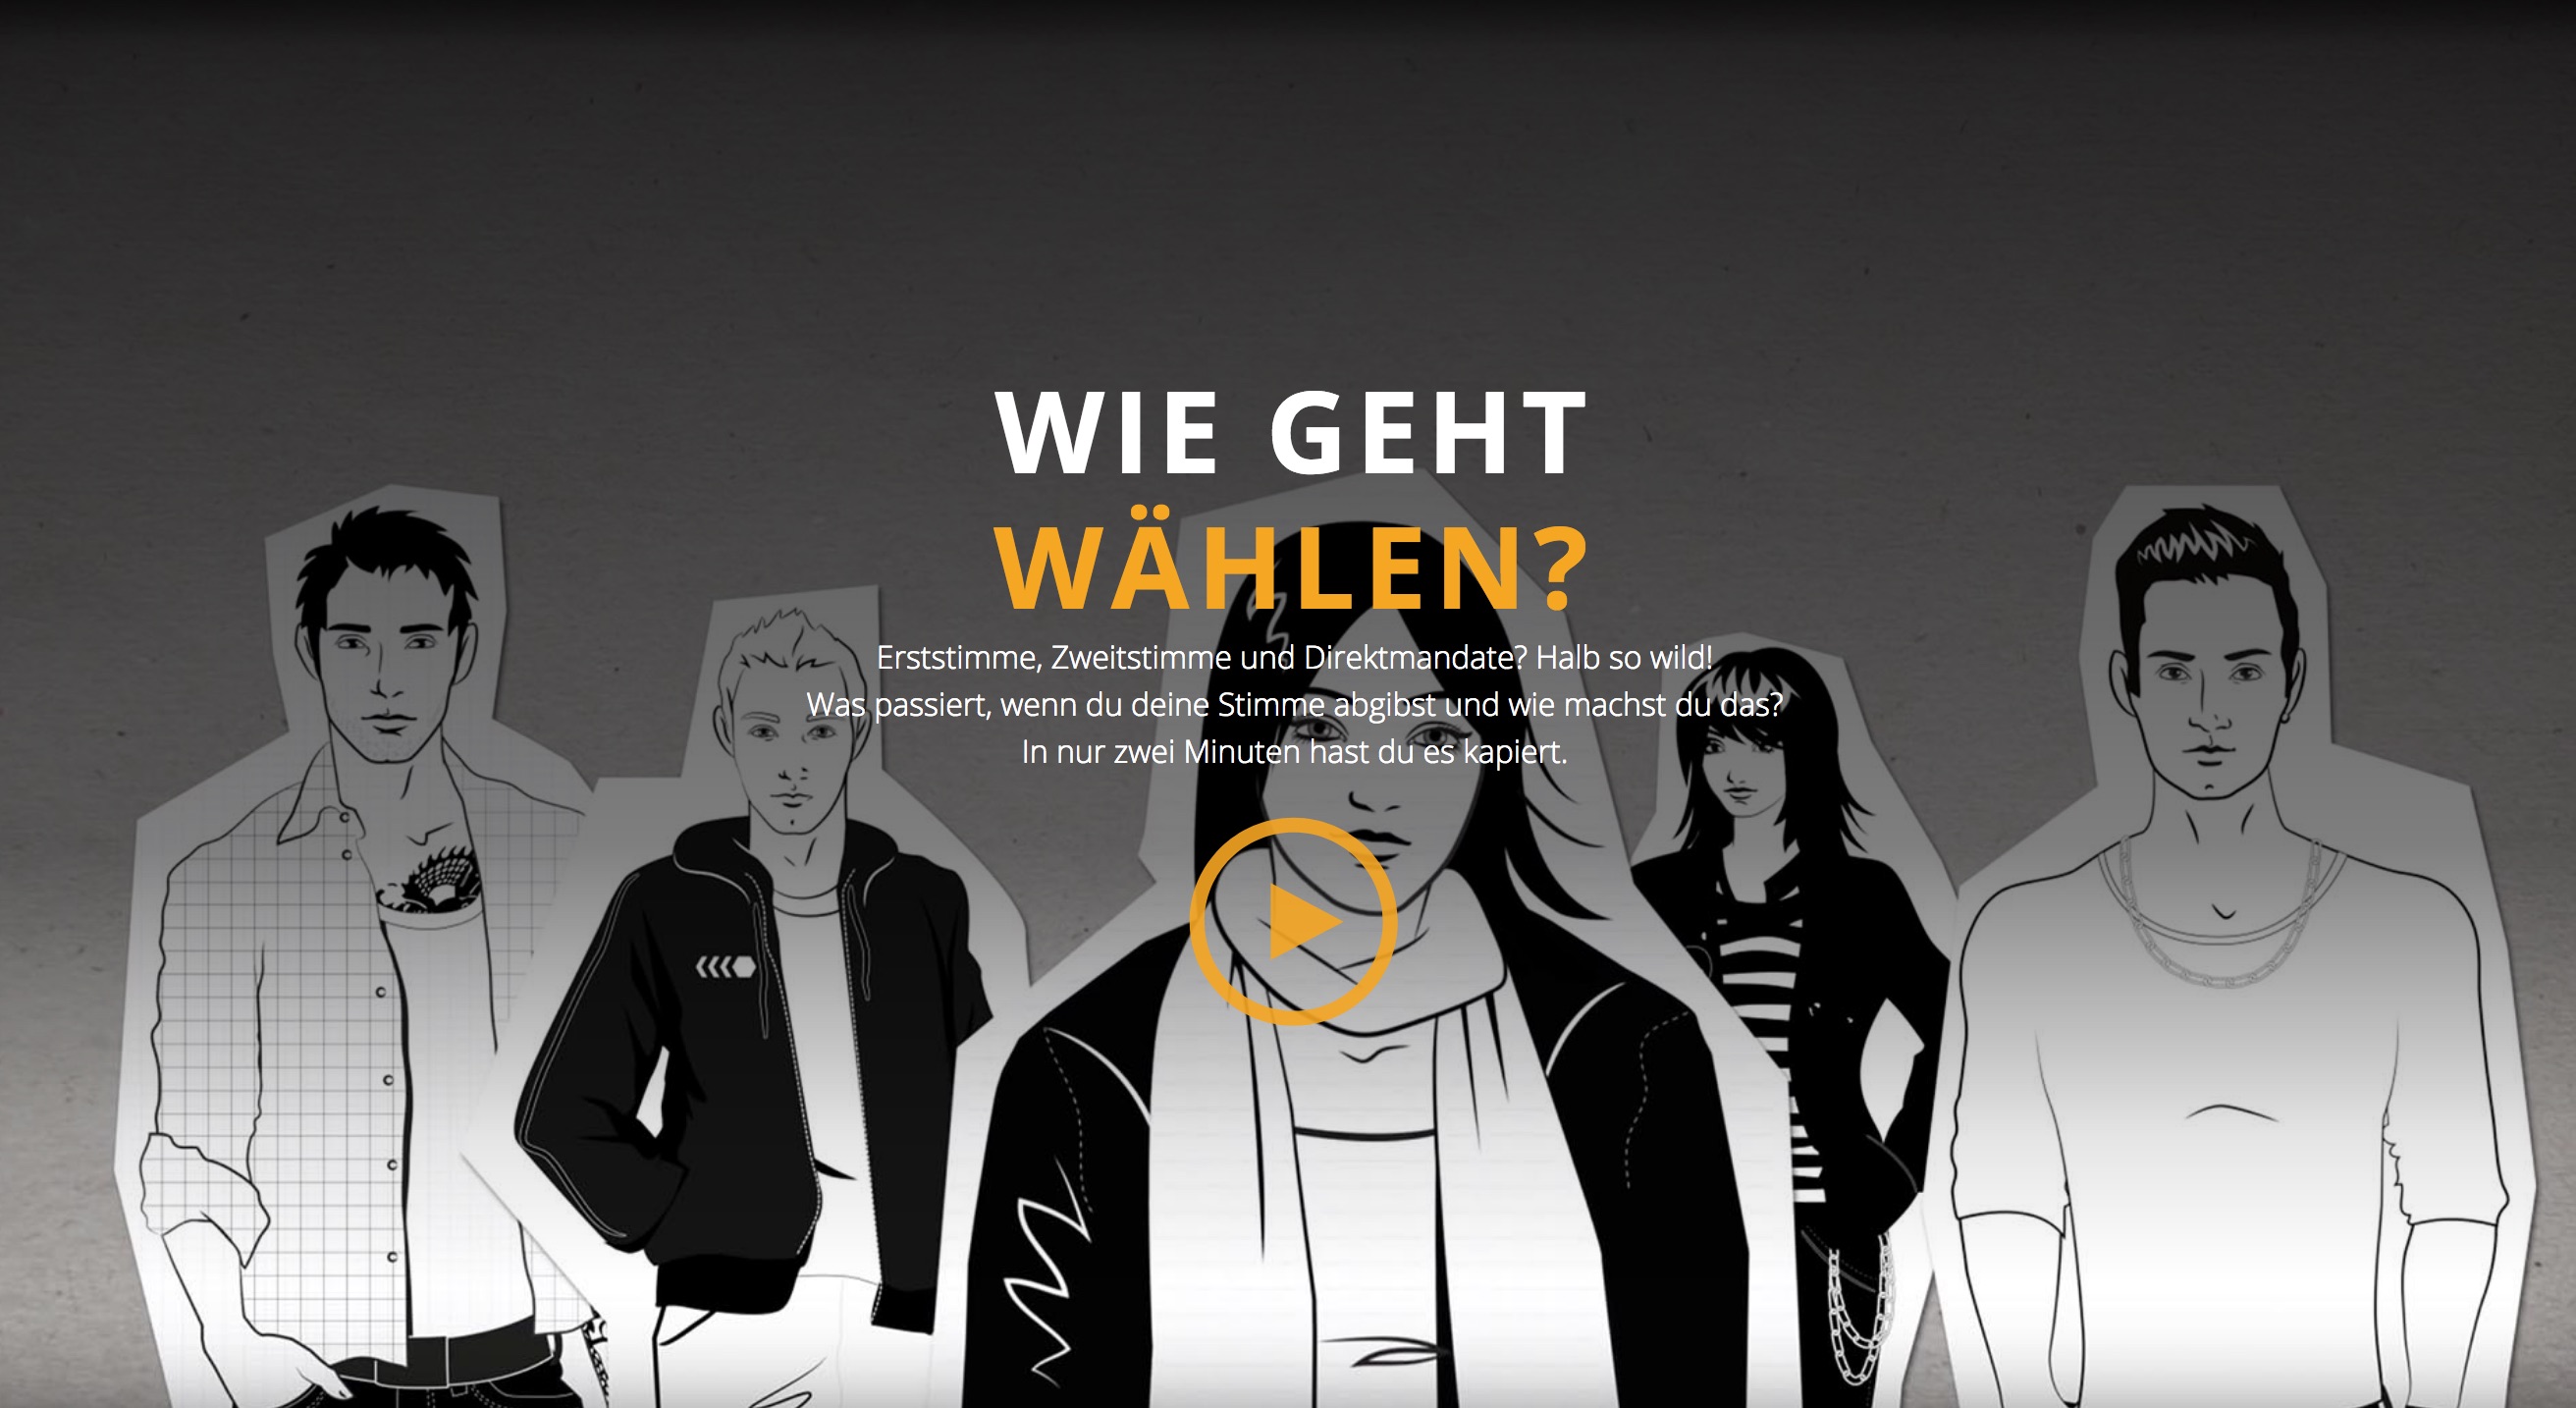 WIE GEHT
WÄHLEN?
Erststimme, Zweitstimme und Direktmandate? Halb so wild!
Was passiert, wenn du deine Stimme abgibst und wie machst du das?
In nur zwei Minuten hast du es kapiert.